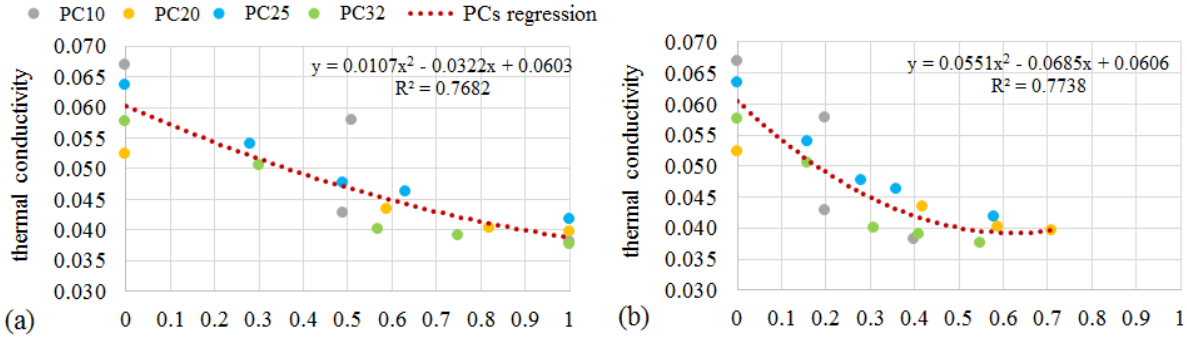 PC10 PC20 PC25 PC32 PCs regression
thermal conductivity
0.070
0.065
0.060
0.055
0.050
0.045
0.040
0.035
0.030
y = 0.0107x² - 0.0322x + 0.0603
R² = 0.7682
(a)
0 0.1 0.2 0.3 0.4 0.5 0.6 0.7 0.8 0.9 1
thermal conductivity
0.070
0.065
0.060
0.055
0.050
0.045
0.040
0.035
0.030
y = 0.0551x² - 0.0685x + 0.0606
R² = 0.7738
(b)
0 0.1 0.2 0.3 0.4 0.5 0.6 0.7 0.8 0.9 1